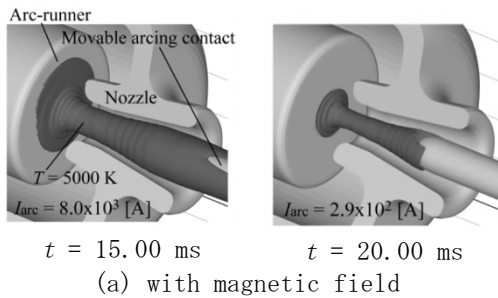 Arc-runner
Movable arcing contact
Nozzle
T = 5000 K
Iarc = 8.0x10³ [A]
Iarc = 2.9x10² [A]
t = 15.00 ms
t = 20.00 ms
(a) with magnetic field